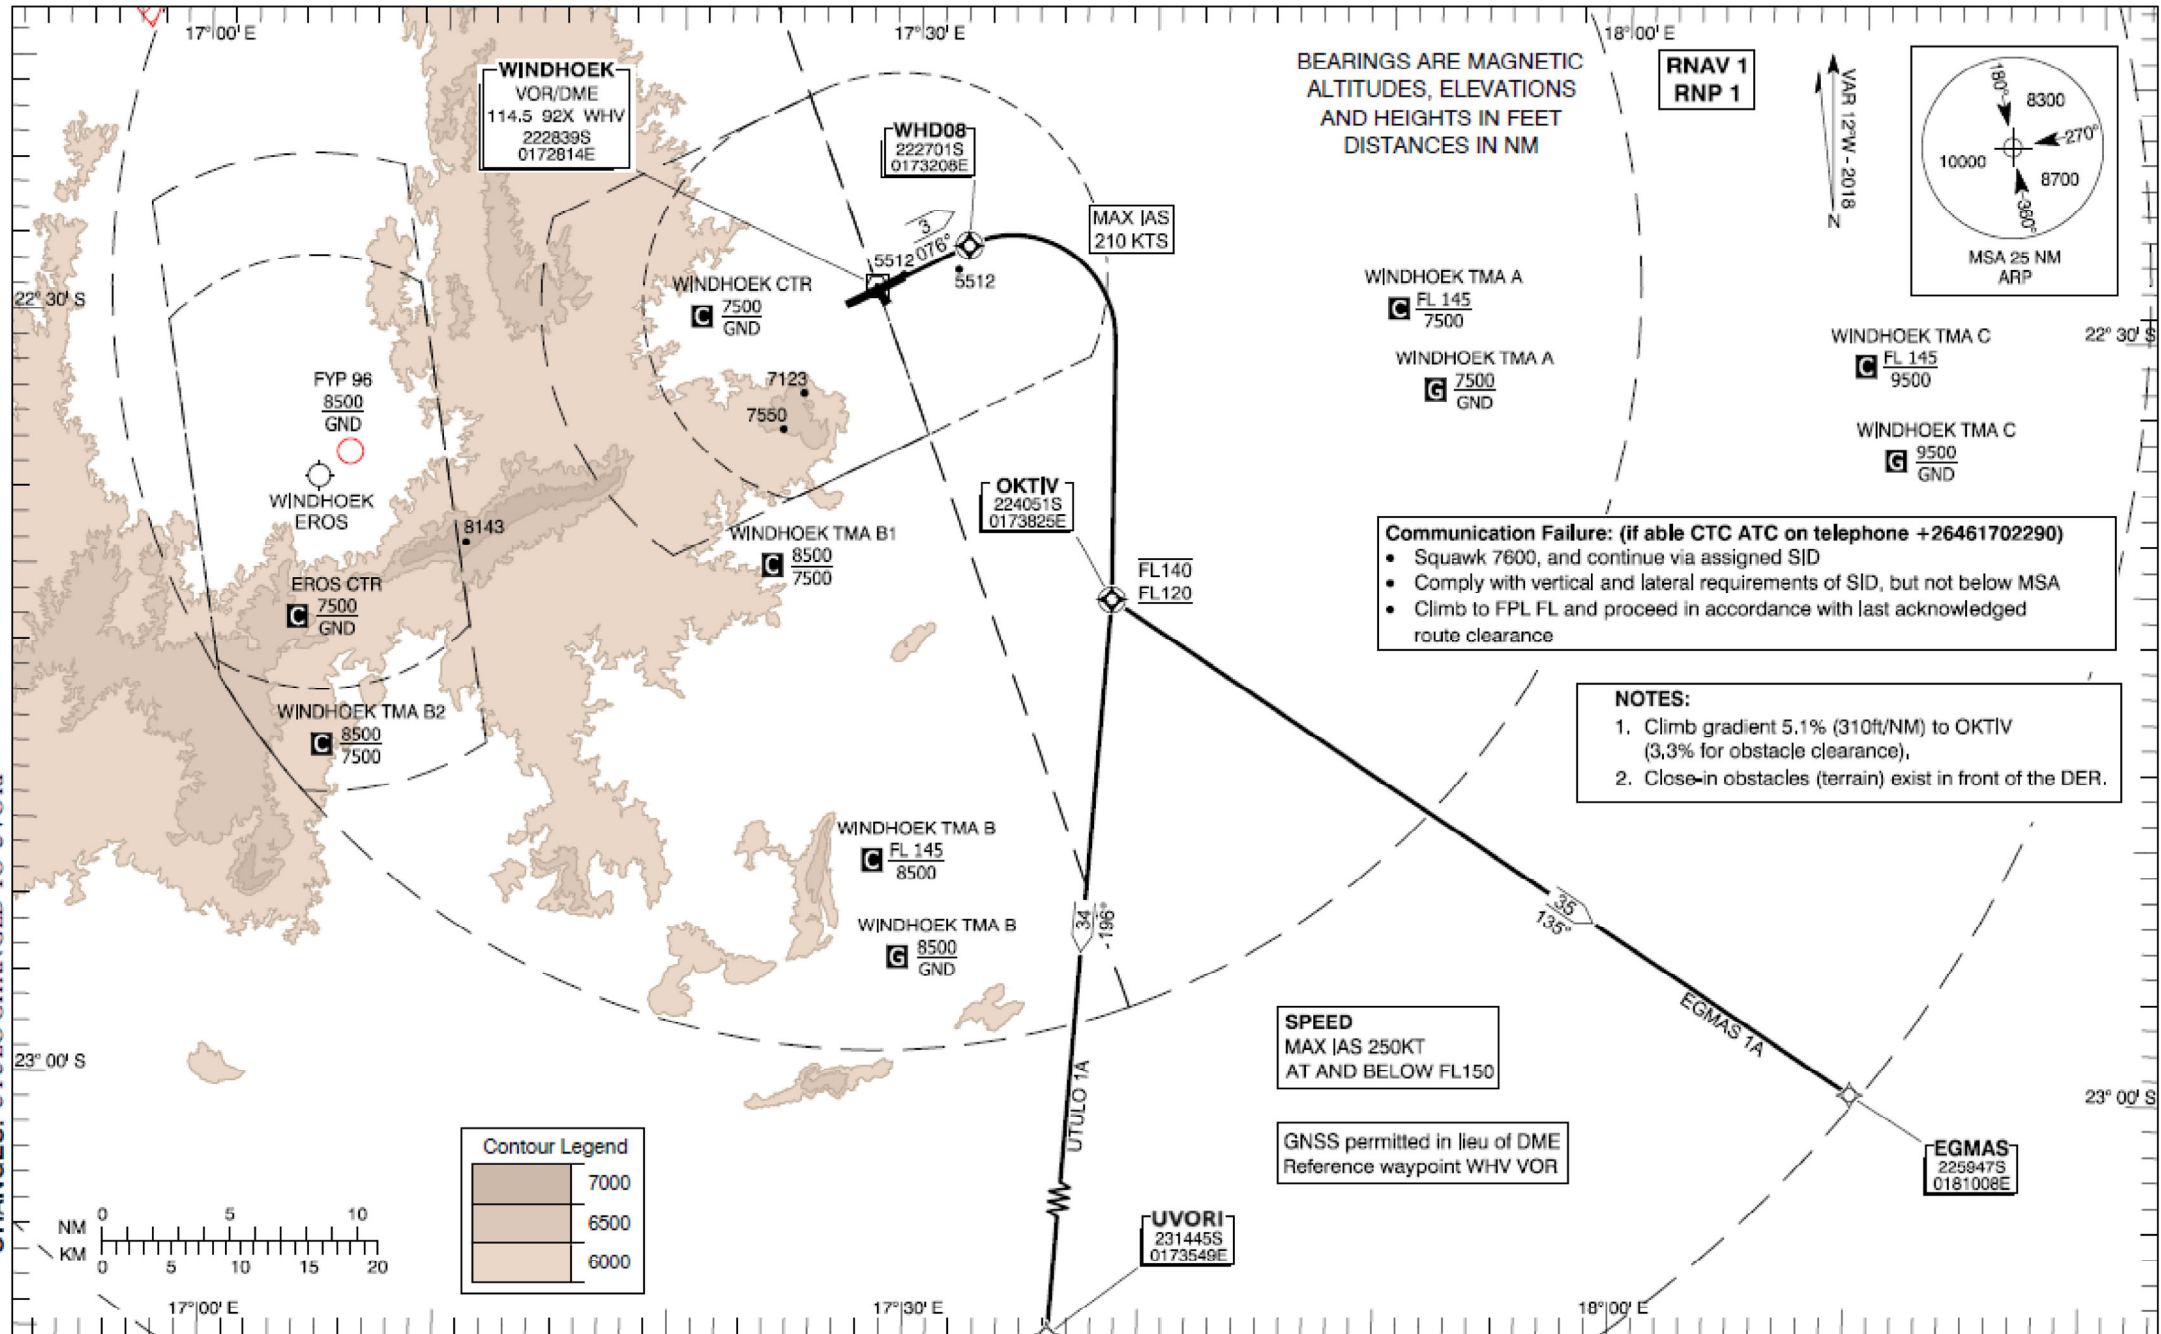 17°00' E
17°30' E
18°00' E
WINDHOEK
VOR/DME
114.5 92X WHV
222839S
0172814E
WHD08
222701S
0173208E
BEARINGS ARE MAGNETIC
ALTITUDES, ELEVATIONS
AND HEIGHTS IN FEET
DISTANCES IN NM
RNAV 1
RNP 1
VAR 12°W - 2018
N
180°
8300
270°
10000
8700
360°
MSA 25 NM
ARP
MAX IAS
210 KTS
3
076°
5512
5512
WINDHOEK CTR
C 7500
GND
22° 30' S
WINDHOEK TMA A
C FL 145
7500
WINDHOEK TMA A
G 7500
GND
WINDHOEK TMA C
C FL 145
9500
22° 30' S
WINDHOEK TMA C
G 9500
GND
FYP 96
8500
GND
WINDHOEK
EROS
7123
7550
8143
OKTIV
224051S
0173825E
FL140
FL120
WINDHOEK TMA B1
C 8500
7500
EROS CTR
C 7500
GND
WINDHOEK TMA B2
C 8500
7500
Communication Failure: (if able CTC ATC on telephone +26461702290)
• Squawk 7600, and continue via assigned SID
• Comply with vertical and lateral requirements of SID, but not below MSA
• Climb to FPL FL and proceed in accordance with last acknowledged
route clearance
NOTES:
1. Climb gradient 5.1% (310ft/NM) to OKTIV
(3,3% for obstacle clearance),
2. Close-in obstacles (terrain) exist in front of the DER.
WINDHOEK TMA B
C FL 145
8500
WINDHOEK TMA B
G 8500
GND
34
196°
35
135°
EGMAS 1A
UTULO 1A
SPEED
MAX IAS 250KT
AT AND BELOW FL150
GNSS permitted in lieu of DME
Reference waypoint WHV VOR
23° 00' S
23° 00' S
EGMAS
225947S
0181008E
UVORI
231445S
0173549E
Contour Legend
7000
6500
6000
NM 0 5 10
KM 0 5 10 15 20
17°00' E
17°30' E
18°00' E